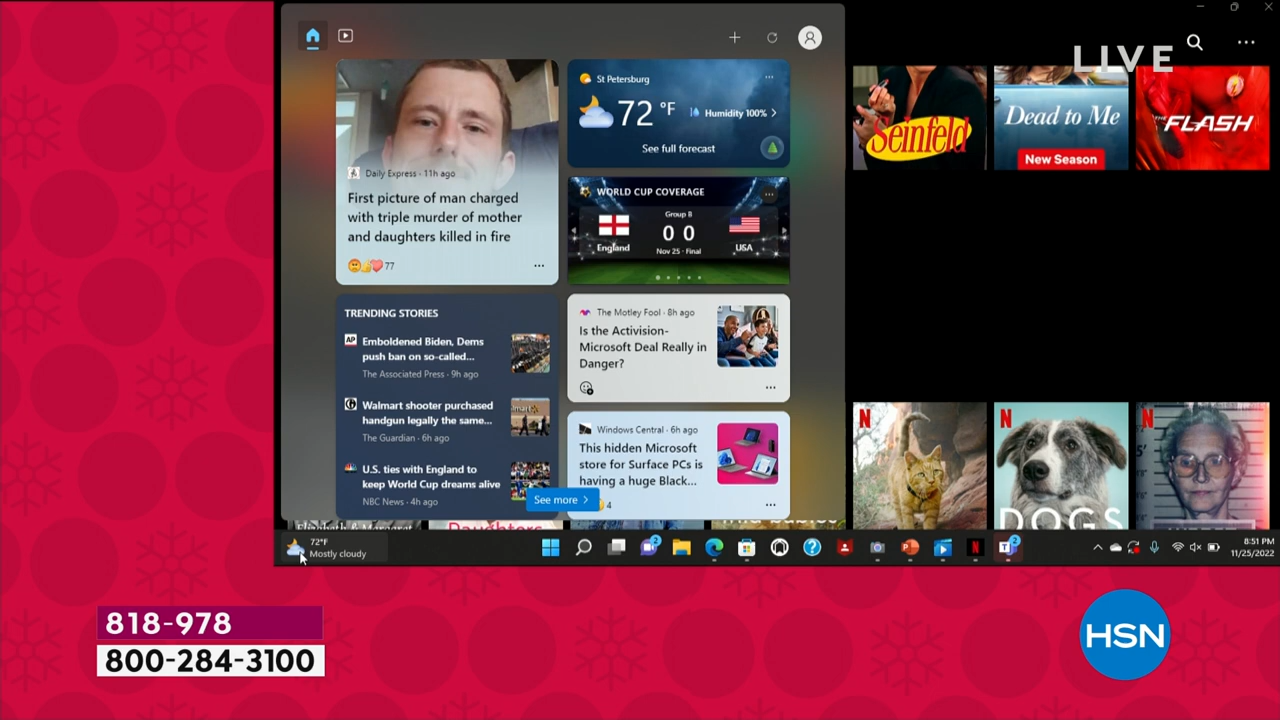 LIVE
St Petersburg
72 °F
Humidity 100%
See full forecast
Daily Express · 11h ago
First picture of man charged
with triple murder of mother
and daughters killed in fire
77
WORLD CUP COVERAGE
Group B
England
0 0
USA
Nov 25 · Final
TRENDING STORIES
AP
Emboldened Biden, Dems
push ban on so-called...
The Associated Press · 9h ago
Walmart shooter purchased
handgun legally the same...
The Guardian · 6h ago
U.S. ties with England to
keep World Cup dreams alive
NBC News · 4h ago
The Motley Fool · 8h ago
Is the Activision-
Microsoft Deal Really in
Danger?
Windows Central · 6h ago
This hidden Microsoft
store for Surface PCs is
having a huge Black...
4
See more
Seinfeld
Dead to Me
New Season
THE
FLASH
N
N
DOGS
N
Elizabeth & Margaret
Daughters
72°F
Mostly cloudy
2
2
8:51 PM
11/25/2022
818-978
800-284-3100
HSN